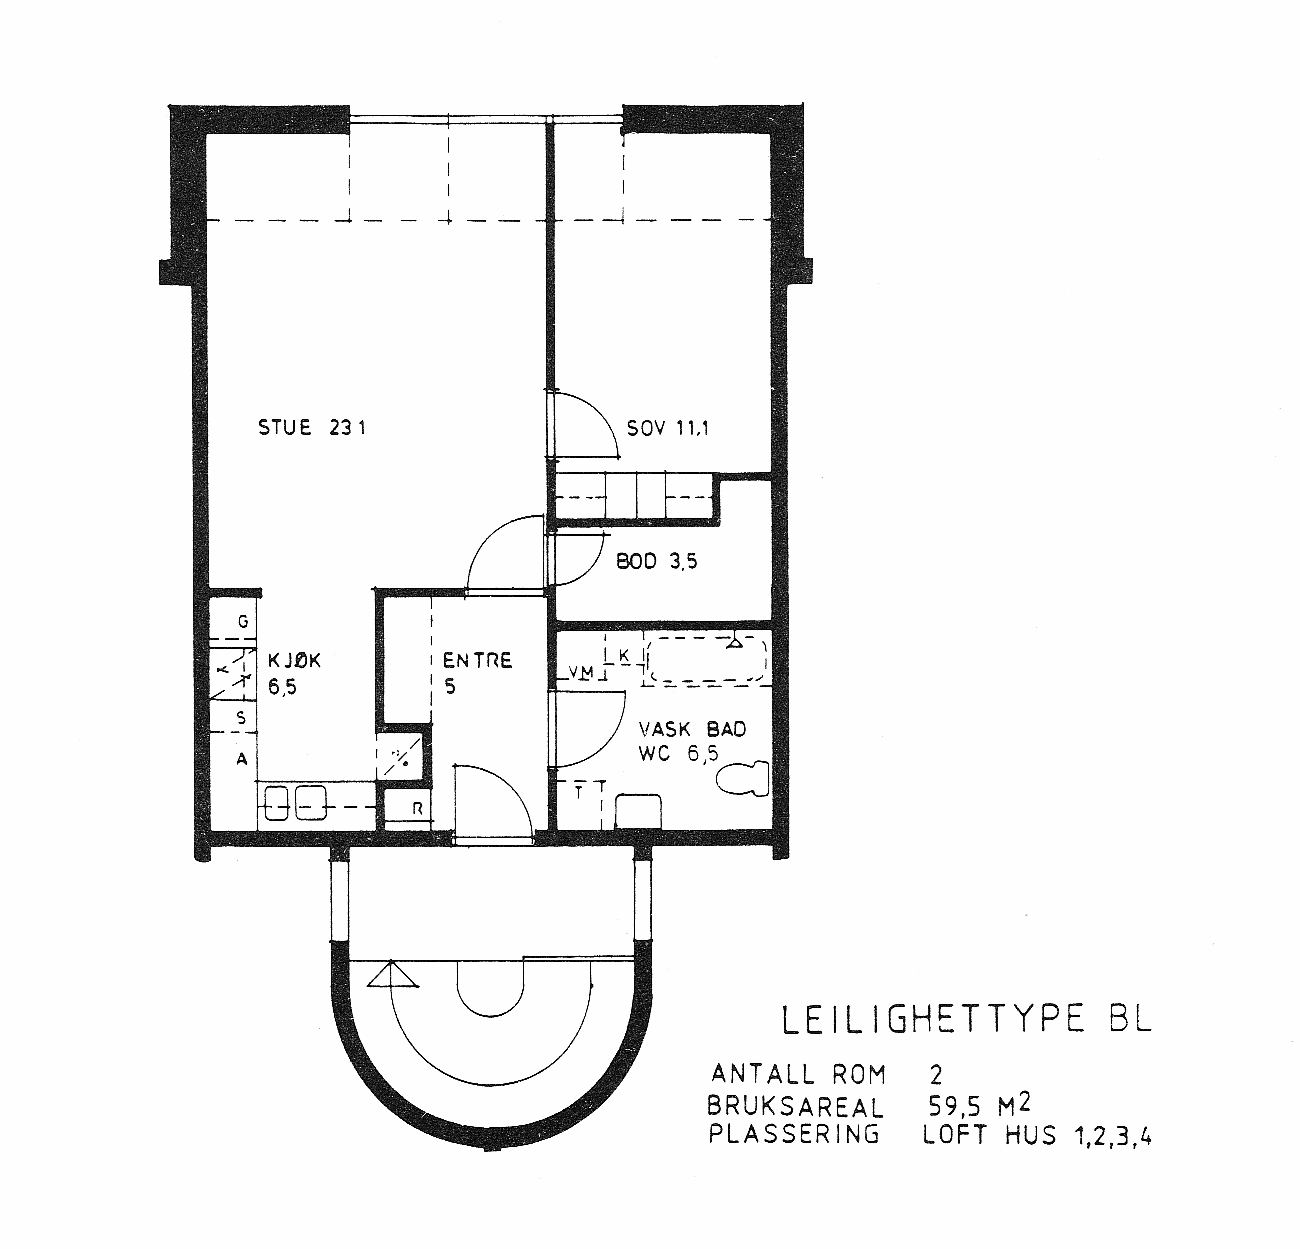 STUE 23 1
SOV 11,1
BOD 3,5
G
KJØK
6,5
ENTRE
5
VM
K
S
A
VASK BAD
WC 6,5
T
R
LEILIGHETTYPE BL
ANTALL ROM 2
BRUKSAREAL 59,5 M2
PLASSERING LOFT HUS 1,2,3,4